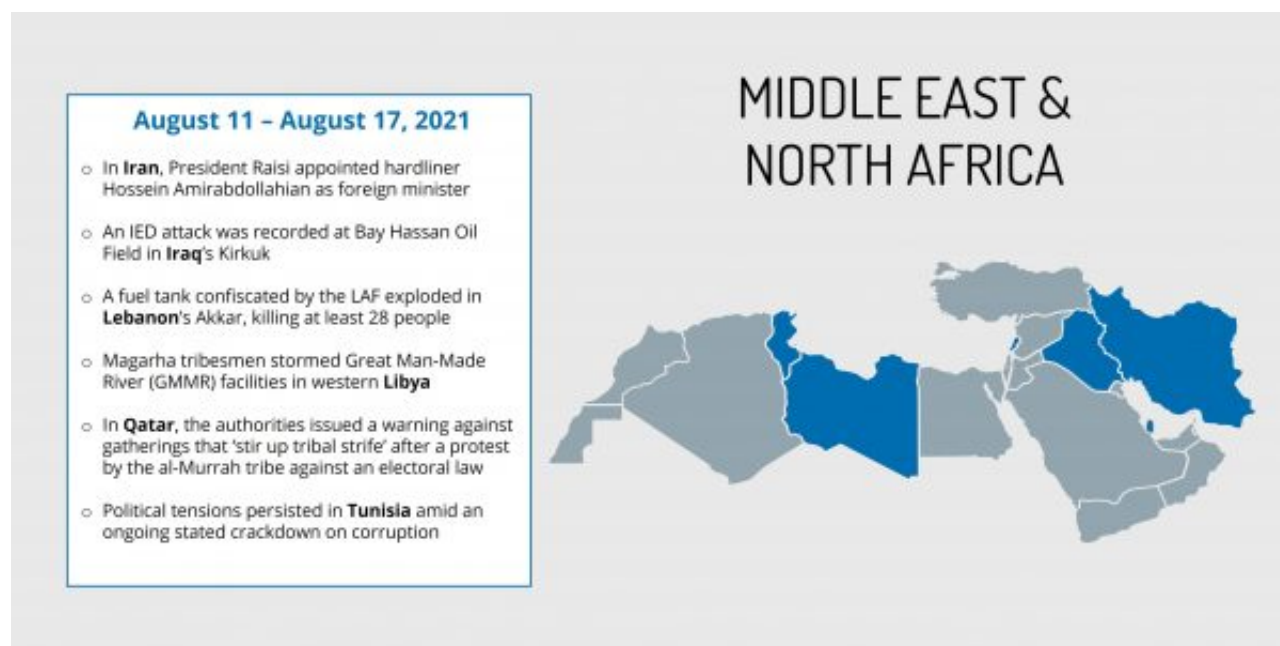 MIDDLE EAST &
NORTH AFRICA
August 11 – August 17, 2021
○ In Iran, President Raisi appointed hardliner
Hossein Amirabdollahian as foreign minister
○ An IED attack was recorded at Bay Hassan Oil
Field in Iraq's Kirkuk
○ A fuel tank confiscated by the LAF exploded in
Lebanon's Akkar, killing at least 28 people
○ Magarha tribesmen stormed Great Man-Made
River (GMMR) facilities in western Libya
○ In Qatar, the authorities issued a warning against
gatherings that 'stir up tribal strife' after a protest
by the al-Murrah tribe against an electoral law
○ Political tensions persisted in Tunisia amid an
ongoing stated crackdown on corruption